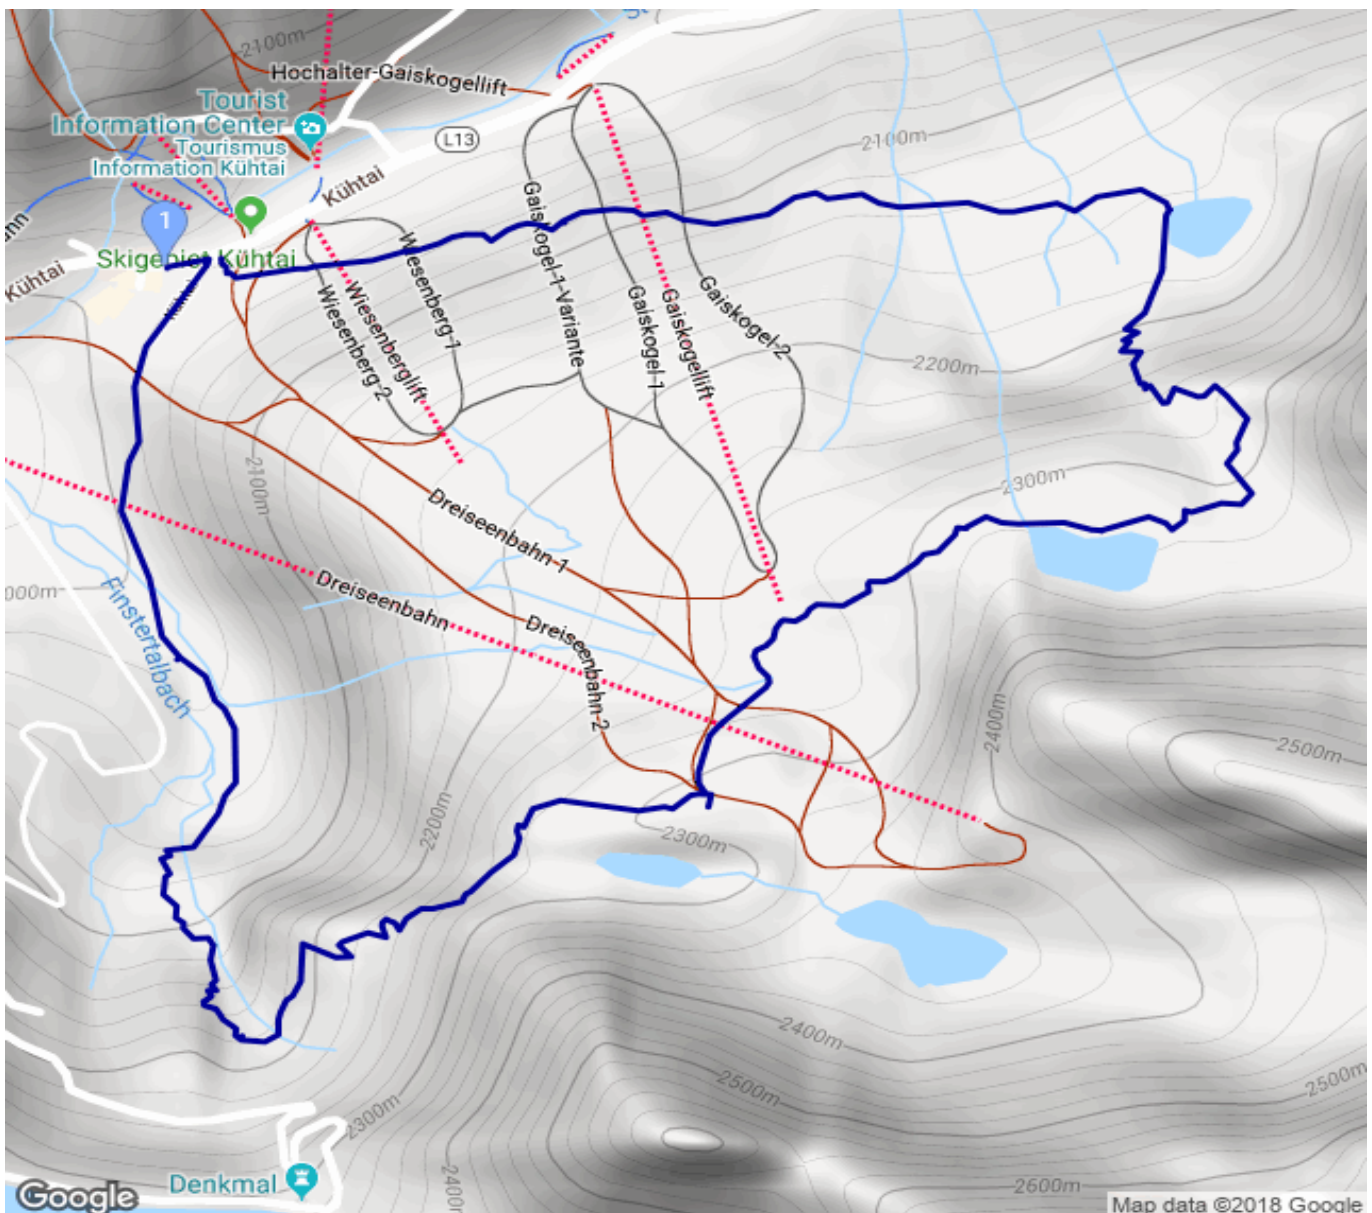 2100m
Hochalter-Gaiskogellift
Tourist
Information Center
Tourismus
Information Kühtai
L13
2100m
Kühtai
1
Skigebiet Kühtai
Kühtai
Gaiskogel-1-Variante
Wiesenberg-1
Wiesenberglift
Wiesenberg-2
Gaiskogel-1
Gaiskogellift
Gaiskogel-2
2200m
2300m
2100m
Dreiseenbahn-1
Dreiseenbahn
Dreiseenbahn-2
Finstertalbach
2400m
2500m
2200m
2300m
2400m
2500m
2500m
2300m
2400m
2600m
Denkmal
Google
Map data ©2018 Google